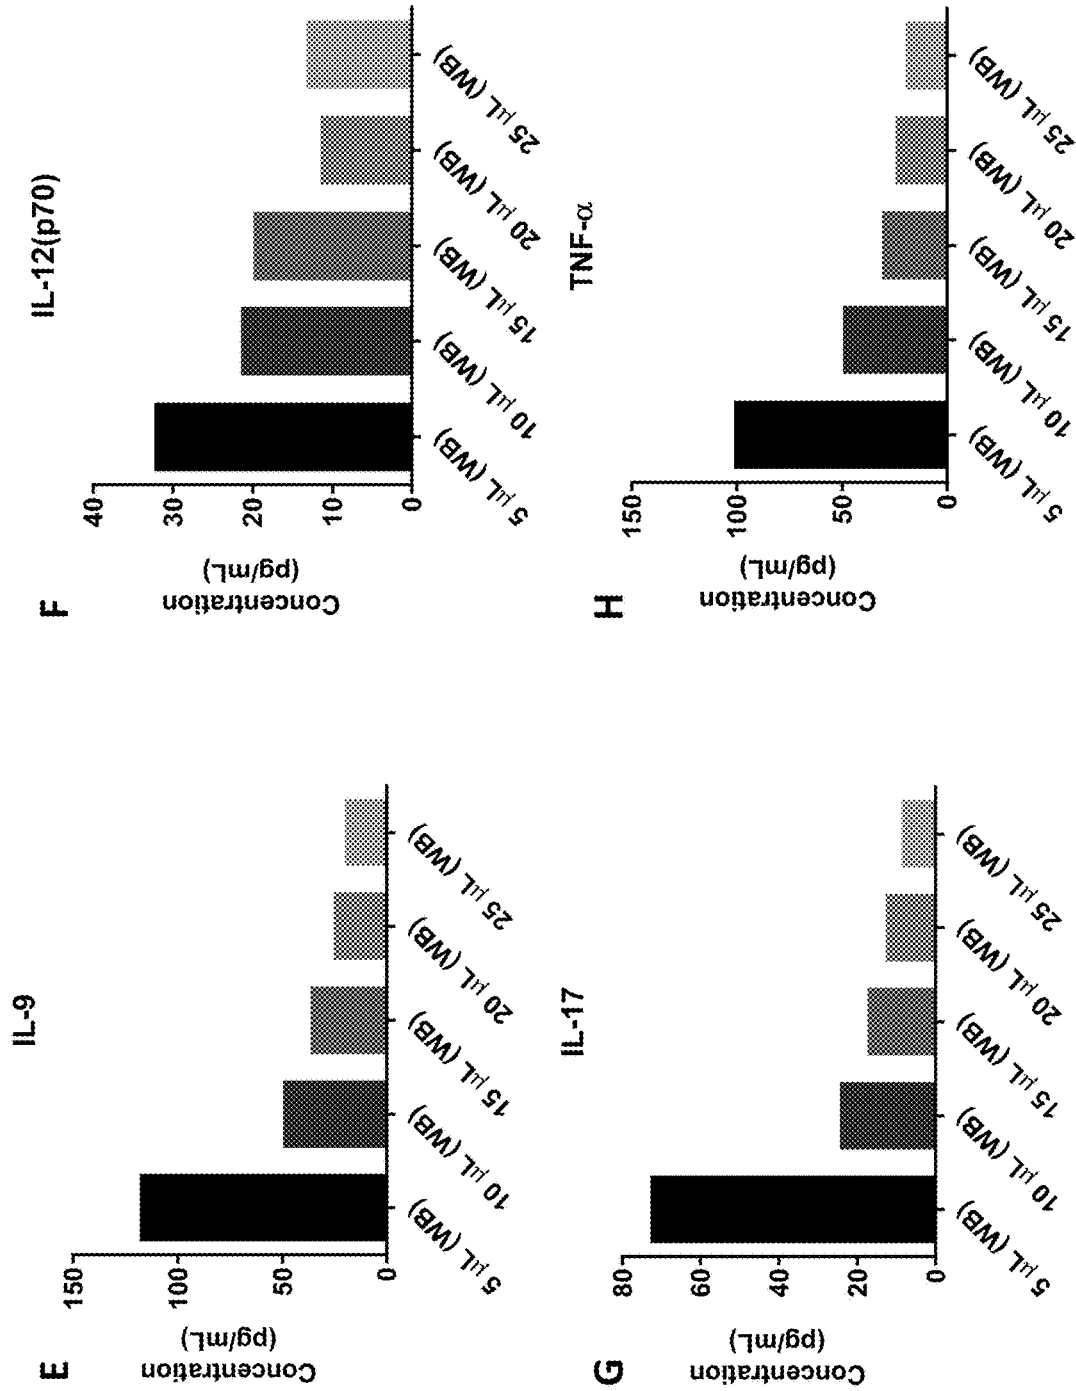 E
IL-9
Concentration
(pg/mL)
150
100
50
0
5 µL (WB)
10 µL (WB)
15 µL (WB)
20 µL (WB)
25 µL (WB)
F
IL-12(p70)
Concentration
(pg/mL)
40
30
20
10
0
5 µL (WB)
10 µL (WB)
15 µL (WB)
20 µL (WB)
25 µL (WB)
G
IL-17
Concentration
(pg/mL)
80
60
40
20
0
5 µL (WB)
10 µL (WB)
15 µL (WB)
20 µL (WB)
25 µL (WB)
H
TNF-α
Concentration
(pg/mL)
150
100
50
0
5 µL (WB)
10 µL (WB)
15 µL (WB)
20 µL (WB)
25 µL (WB)